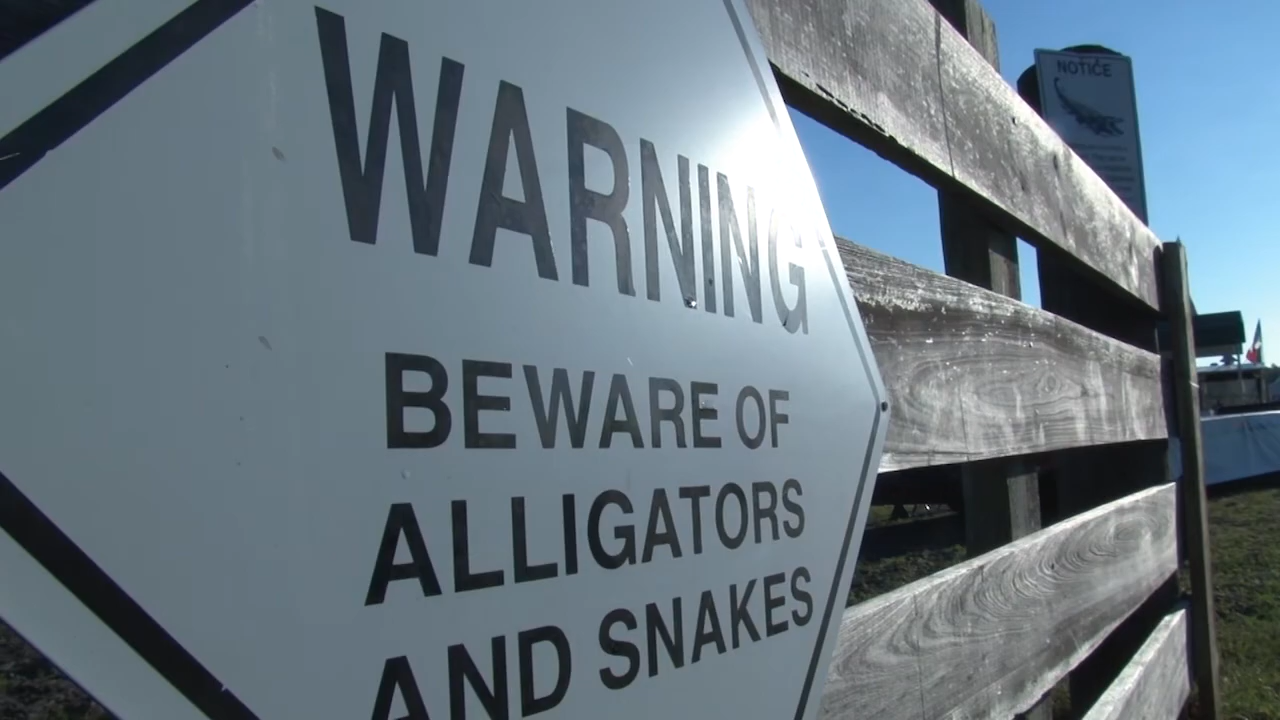 WARNING
BEWARE OF
ALLIGATORS
AND SNAKES
NOTICE